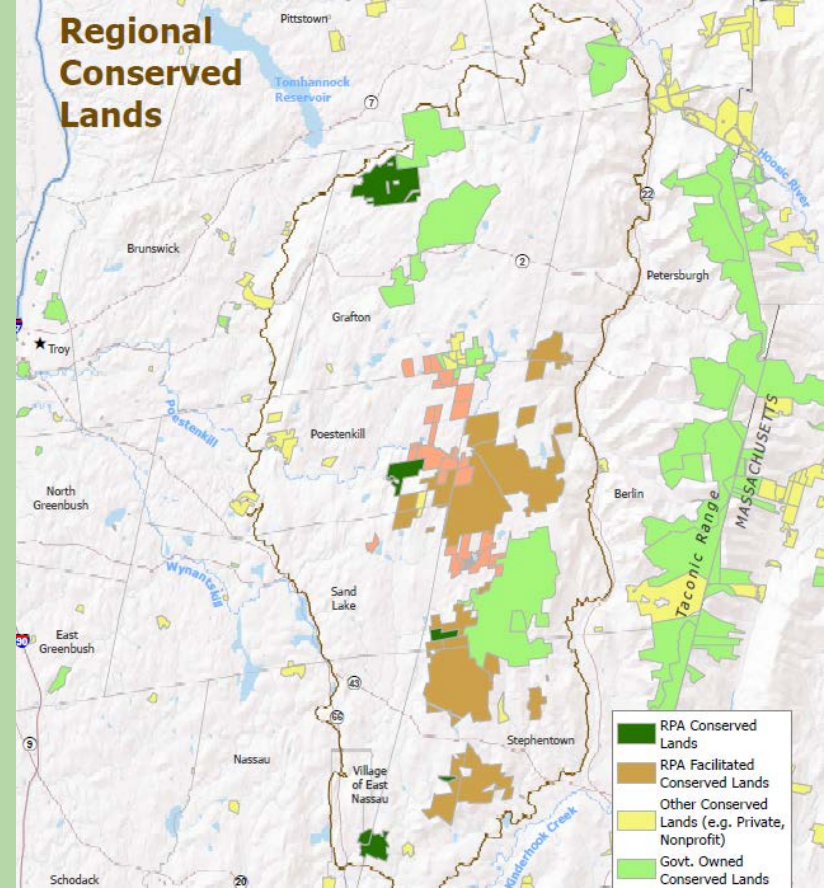 Regional
Conserved
Lands
Pittstown
Tomhannock
Reservoir
7
Hoosic River
22
Brunswick
2
Petersburgh
Grafton
Troy
Poestenkill
Poestenkill
MASSACHUSETTS
North
Greenbush
Berlin
Taconic Range
Wynantskill
Sand
Lake
East
Greenbush
43
66
9
Nassau
Stephentown
Village
of East
Nassau
Kinderhook Creek
Schodack
20
RPA Conserved
Lands
RPA Facilitated
Conserved Lands
Other Conserved
Lands (e.g. Private,
Nonprofit)
Govt. Owned
Conserved Lands